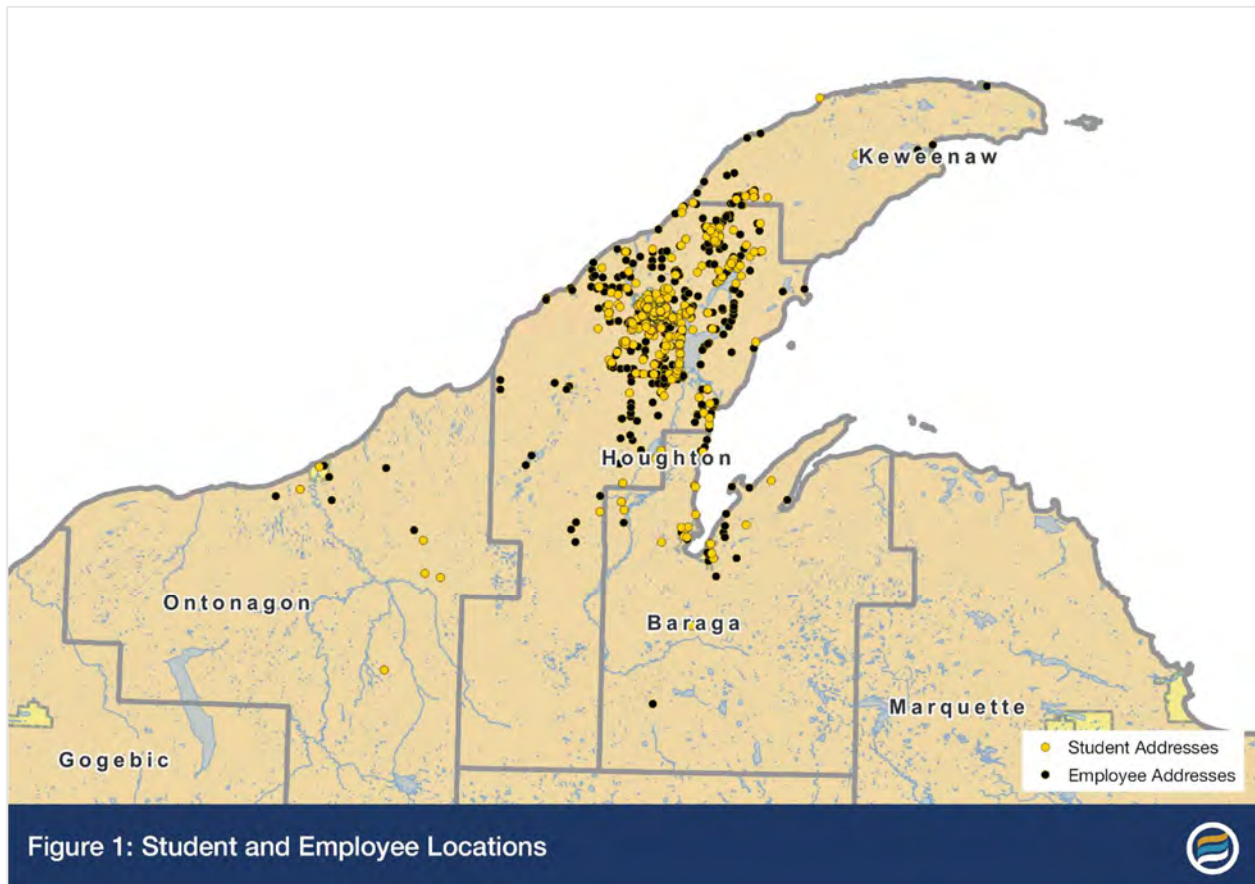 Keweenaw
Houghton
Ontonagon
Baraga
Marquette
Gogebic
Student Addresses
Employee Addresses
Figure 1: Student and Employee Locations